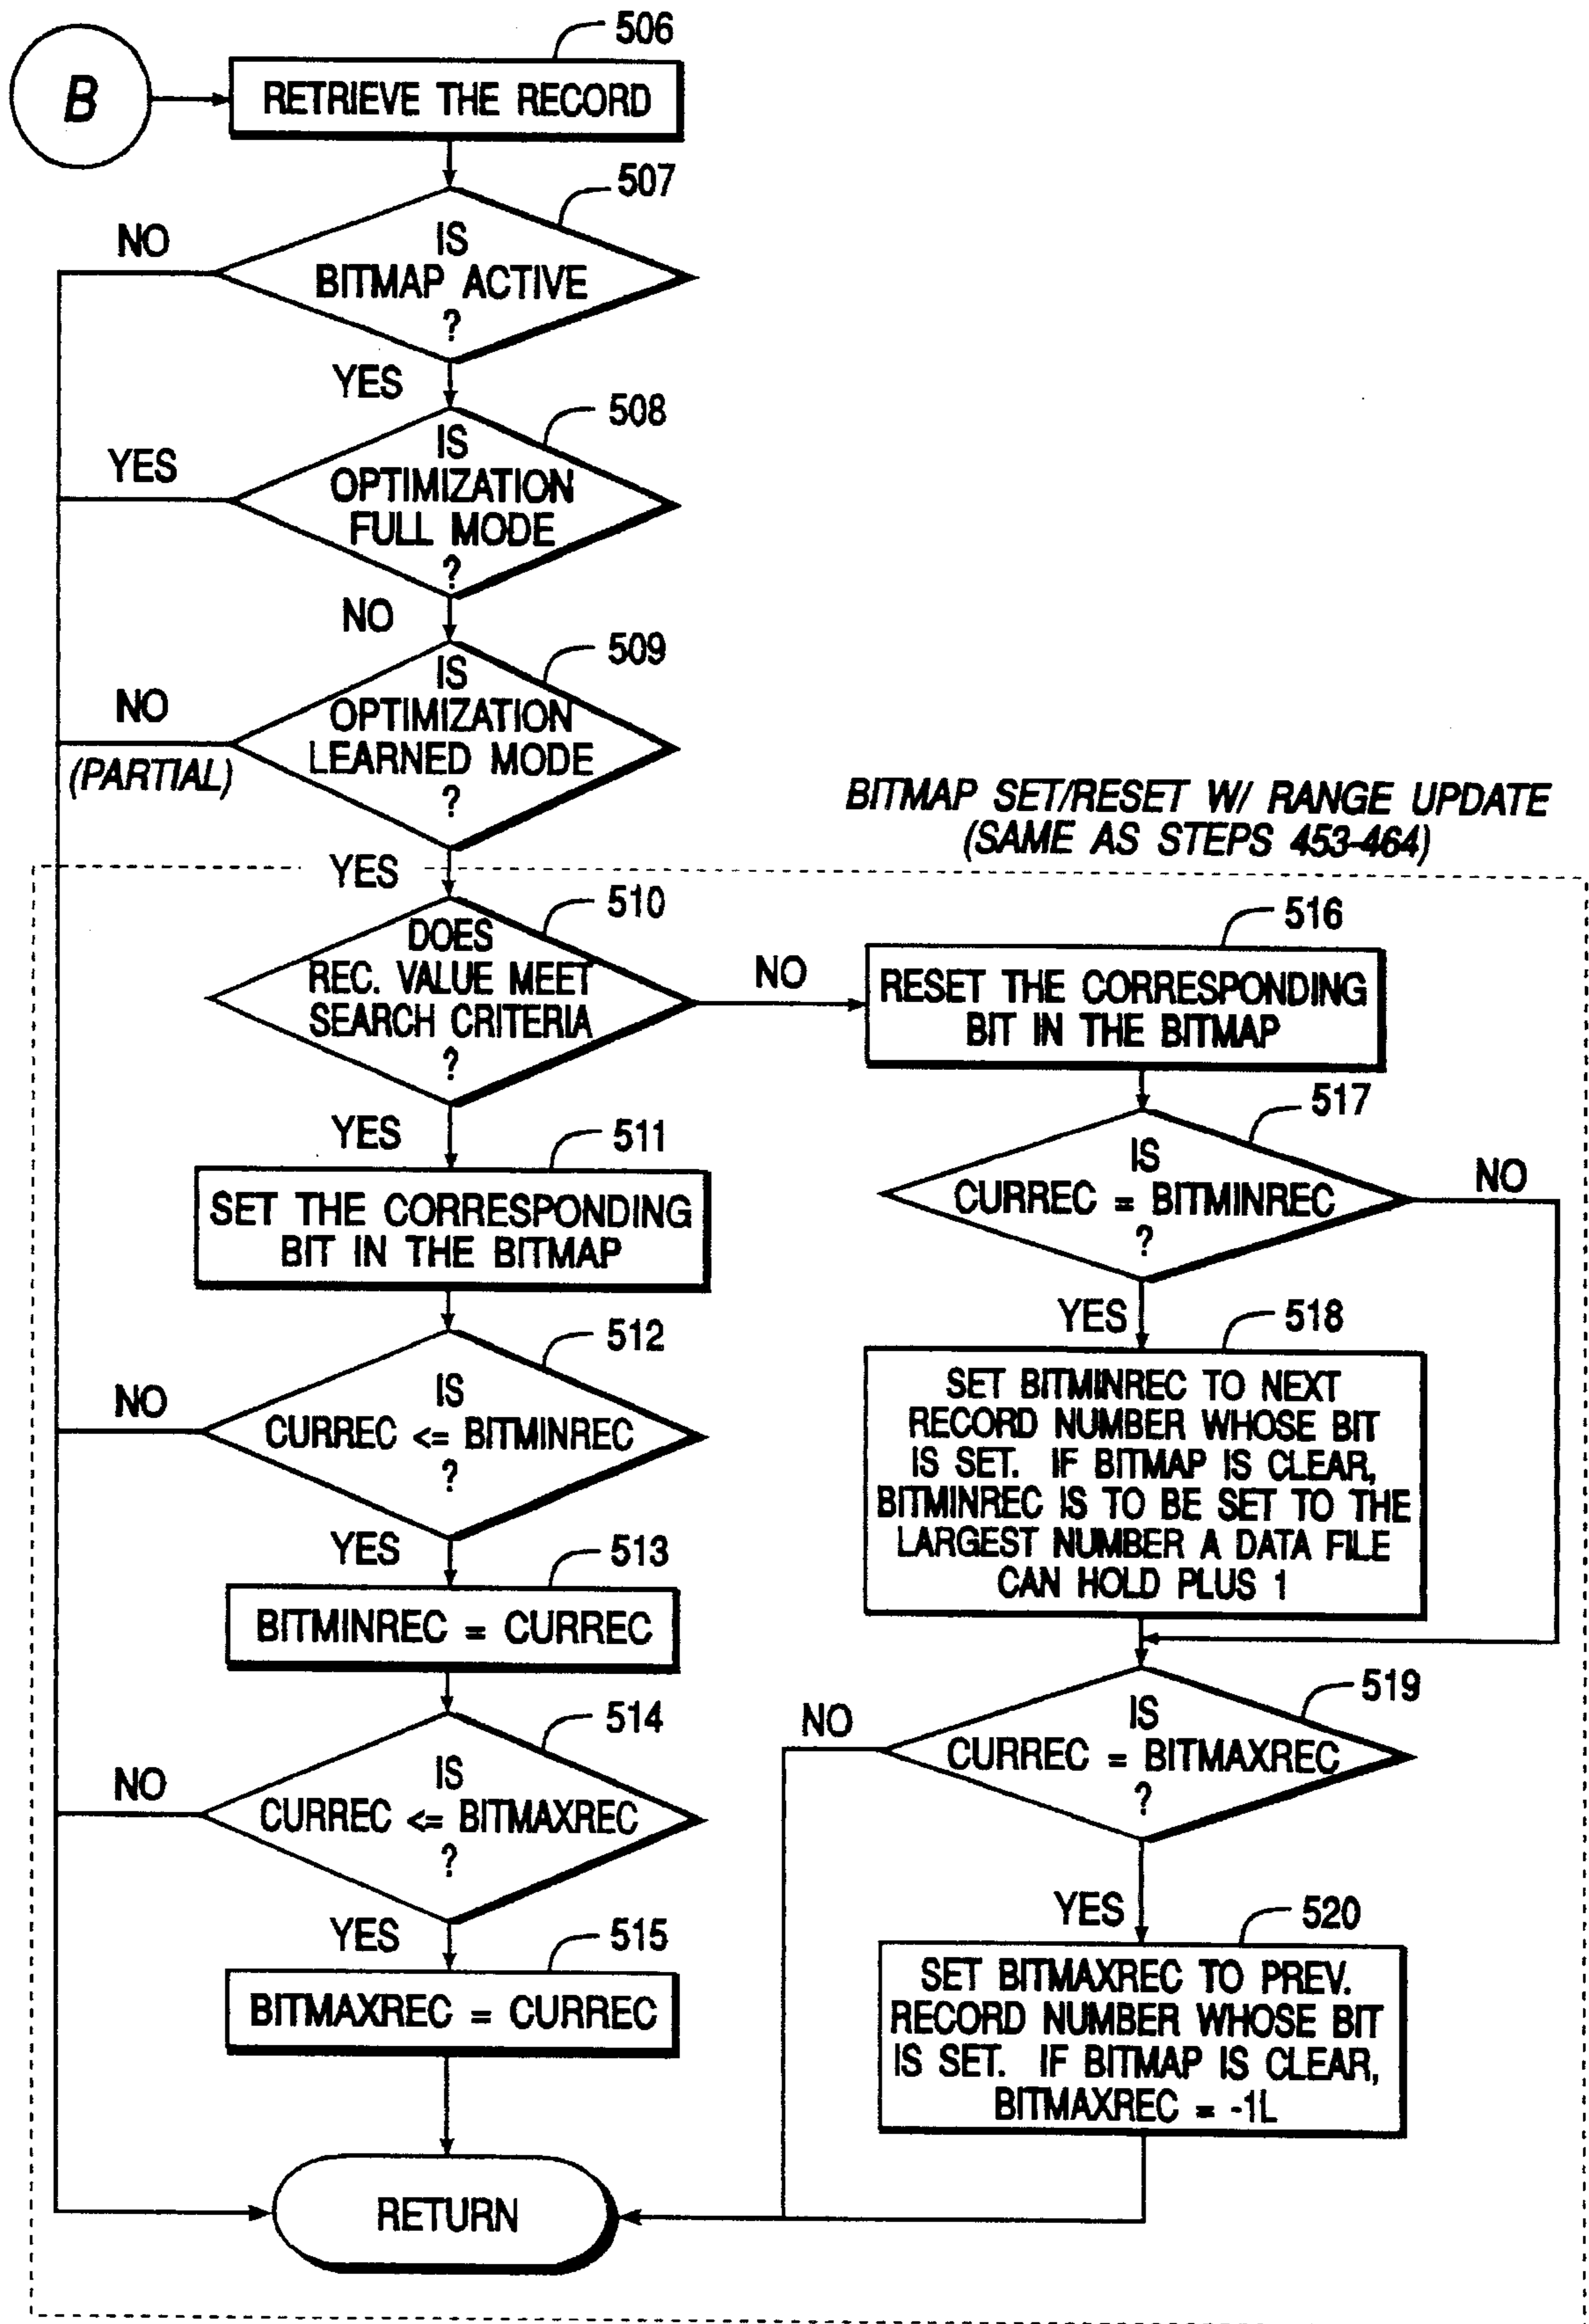 B
506
RETRIEVE THE RECORD
507
NO
IS
BITMAP ACTIVE
?
YES
508
YES
IS
OPTIMIZATION
FULL MODE
?
NO
509
NO
(PARTIAL)
IS
OPTIMIZATION
LEARNED MODE
?
BITMAP SET/RESET W/ RANGE UPDATE
(SAME AS STEPS 453-464)
YES
510
DOES
REC. VALUE MEET
SEARCH CRITERIA
?
NO
516
RESET THE CORRESPONDING
BIT IN THE BITMAP
YES
511
SET THE CORRESPONDING
BIT IN THE BITMAP
517
IS
CURREC = BITMINREC
?
NO
512
NO
IS
CURREC <= BITMINREC
?
YES
518
SET BITMINREC TO NEXT
RECORD NUMBER WHOSE BIT
IS SET. IF BITMAP IS CLEAR,
BITMINREC IS TO BE SET TO THE
LARGEST NUMBER A DATA FILE
CAN HOLD PLUS 1
YES
513
BITMINREC = CURREC
514
NO
IS
CURREC <= BITMAXREC
?
519
NO
IS
CURREC = BITMAXREC
?
YES
515
BITMAXREC = CURREC
YES
520
SET BITMAXREC TO PREV.
RECORD NUMBER WHOSE BIT
IS SET. IF BITMAP IS CLEAR,
BITMAXREC = -1L
RETURN